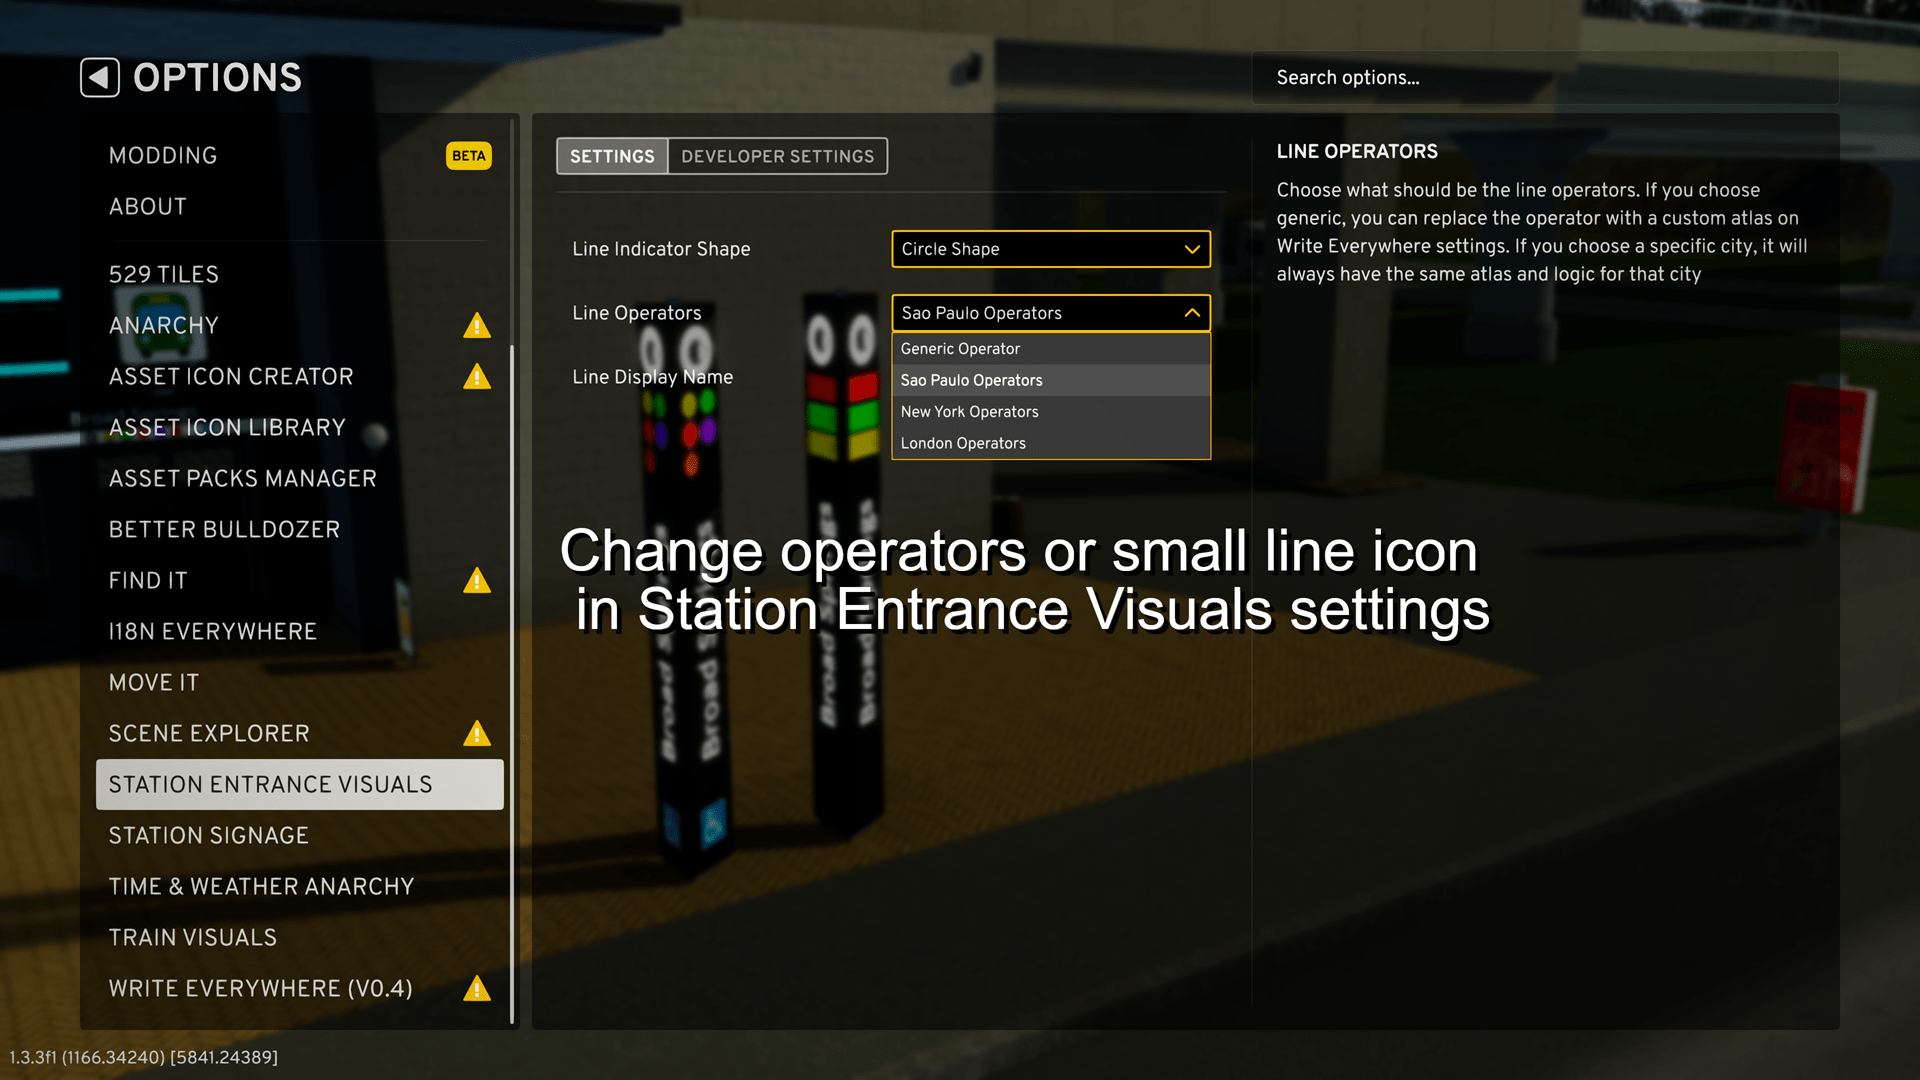 OPTIONS
Search options...
MODDING
BETA
ABOUT
529 TILES
ANARCHY
ASSET ICON CREATOR
ASSET ICON LIBRARY
ASSET PACKS MANAGER
BETTER BULLDOZER
FIND IT
I18N EVERYWHERE
MOVE IT
SCENE EXPLORER
STATION ENTRANCE VISUALS
STATION SIGNAGE
TIME & WEATHER ANARCHY
TRAIN VISUALS
WRITE EVERYWHERE (V0.4)
SETTINGS
DEVELOPER SETTINGS
Line Indicator Shape
Circle Shape
Line Operators
Sao Paulo Operators
Generic Operator
Sao Paulo Operators
New York Operators
London Operators
Line Display Name
LINE OPERATORS
Choose what should be the line operators. If you choose
generic, you can replace the operator with a custom atlas on
Write Everywhere settings. If you choose a specific city, it will
always have the same atlas and logic for that city
Change operators or small line icon
in Station Entrance Visuals settings
Broad
Broad
Broad
Broad
1.3.3f1 (1166.34240) [5841.24389]